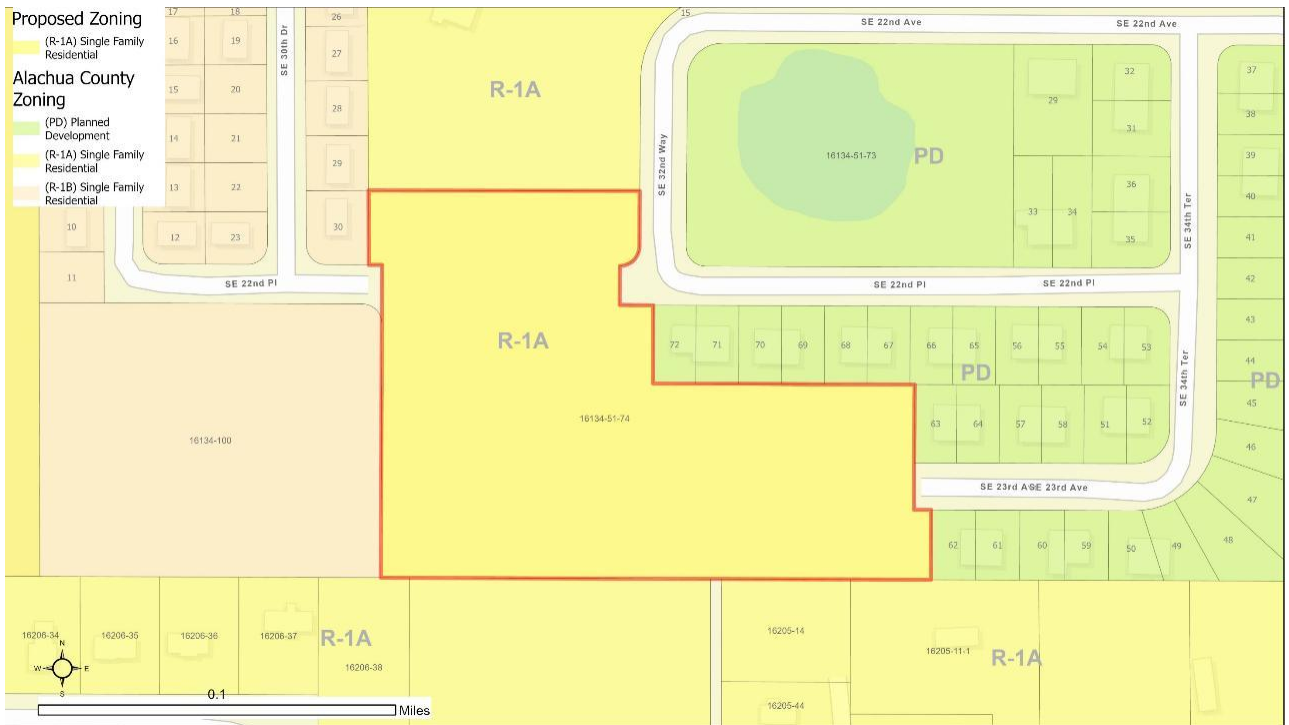 Proposed Zoning
(R-1A) Single Family
Residential
Alachua County
Zoning
(PD) Planned
Development
(R-1A) Single Family
Residential
(R-1B) Single Family
Residential
17
18
26
15
SE 22nd Ave
SE 22nd Ave
16
19
SE 30th Dr
27
32
37
15
20
R-1A
29
28
38
14
21
31
29
16134-51-73
PD
39
13
22
SE 32nd Way
36
40
10
12
23
30
33
34
35
SE 34th Ter
41
11
SE 22nd Pl
SE 22nd Pl
SE 22nd Pl
42
43
R-1A
72
71
70
69
68
67
66
65
56
55
54
53
44
PD
SE 34th Ter
PD
45
16134-51-74
63
64
57
58
51
52
16134-100
46
SE 23rd A
SE 23rd Ave
47
62
61
60
59
50
49
48
16206-34
16206-35
16206-36
16206-37
R-1A
16205-14
N
16205-11-1
R-1A
W
E
16206-38
S
0.1
16205-44
Miles